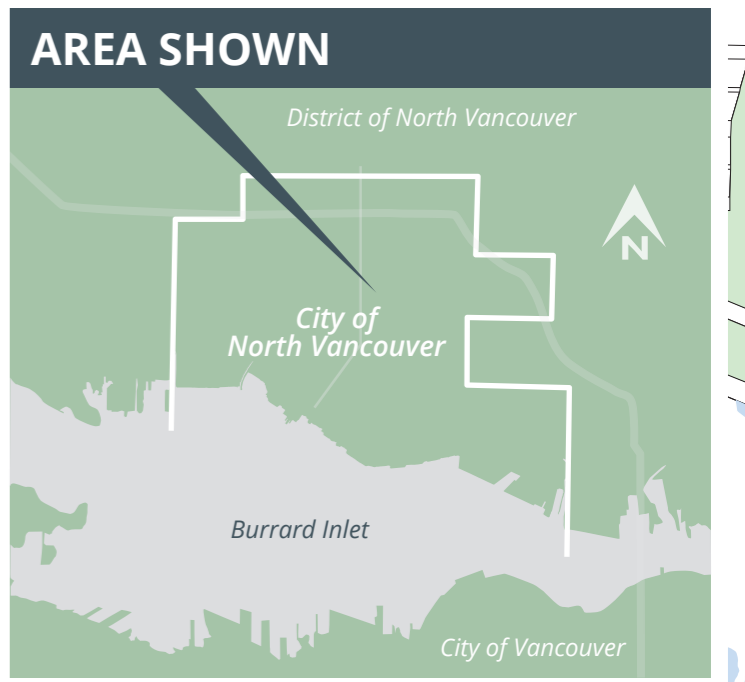 AREA SHOWN
District of North Vancouver
N
City of
North Vancouver
Burrard Inlet
City of Vancouver